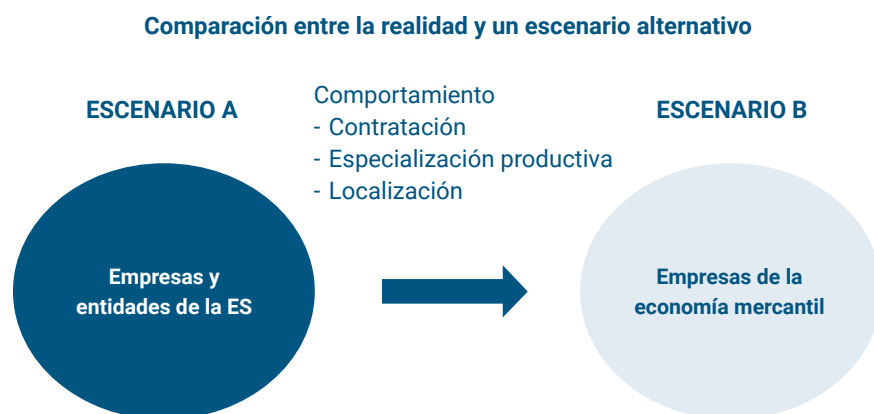 Comparación entre la realidad y un escenario alternativo
ESCENARIO A
Comportamiento
- Contratación
- Especialización productiva
- Localización
ESCENARIO B
Empresas y
entidades de la ES
Empresas de la
economía mercantil